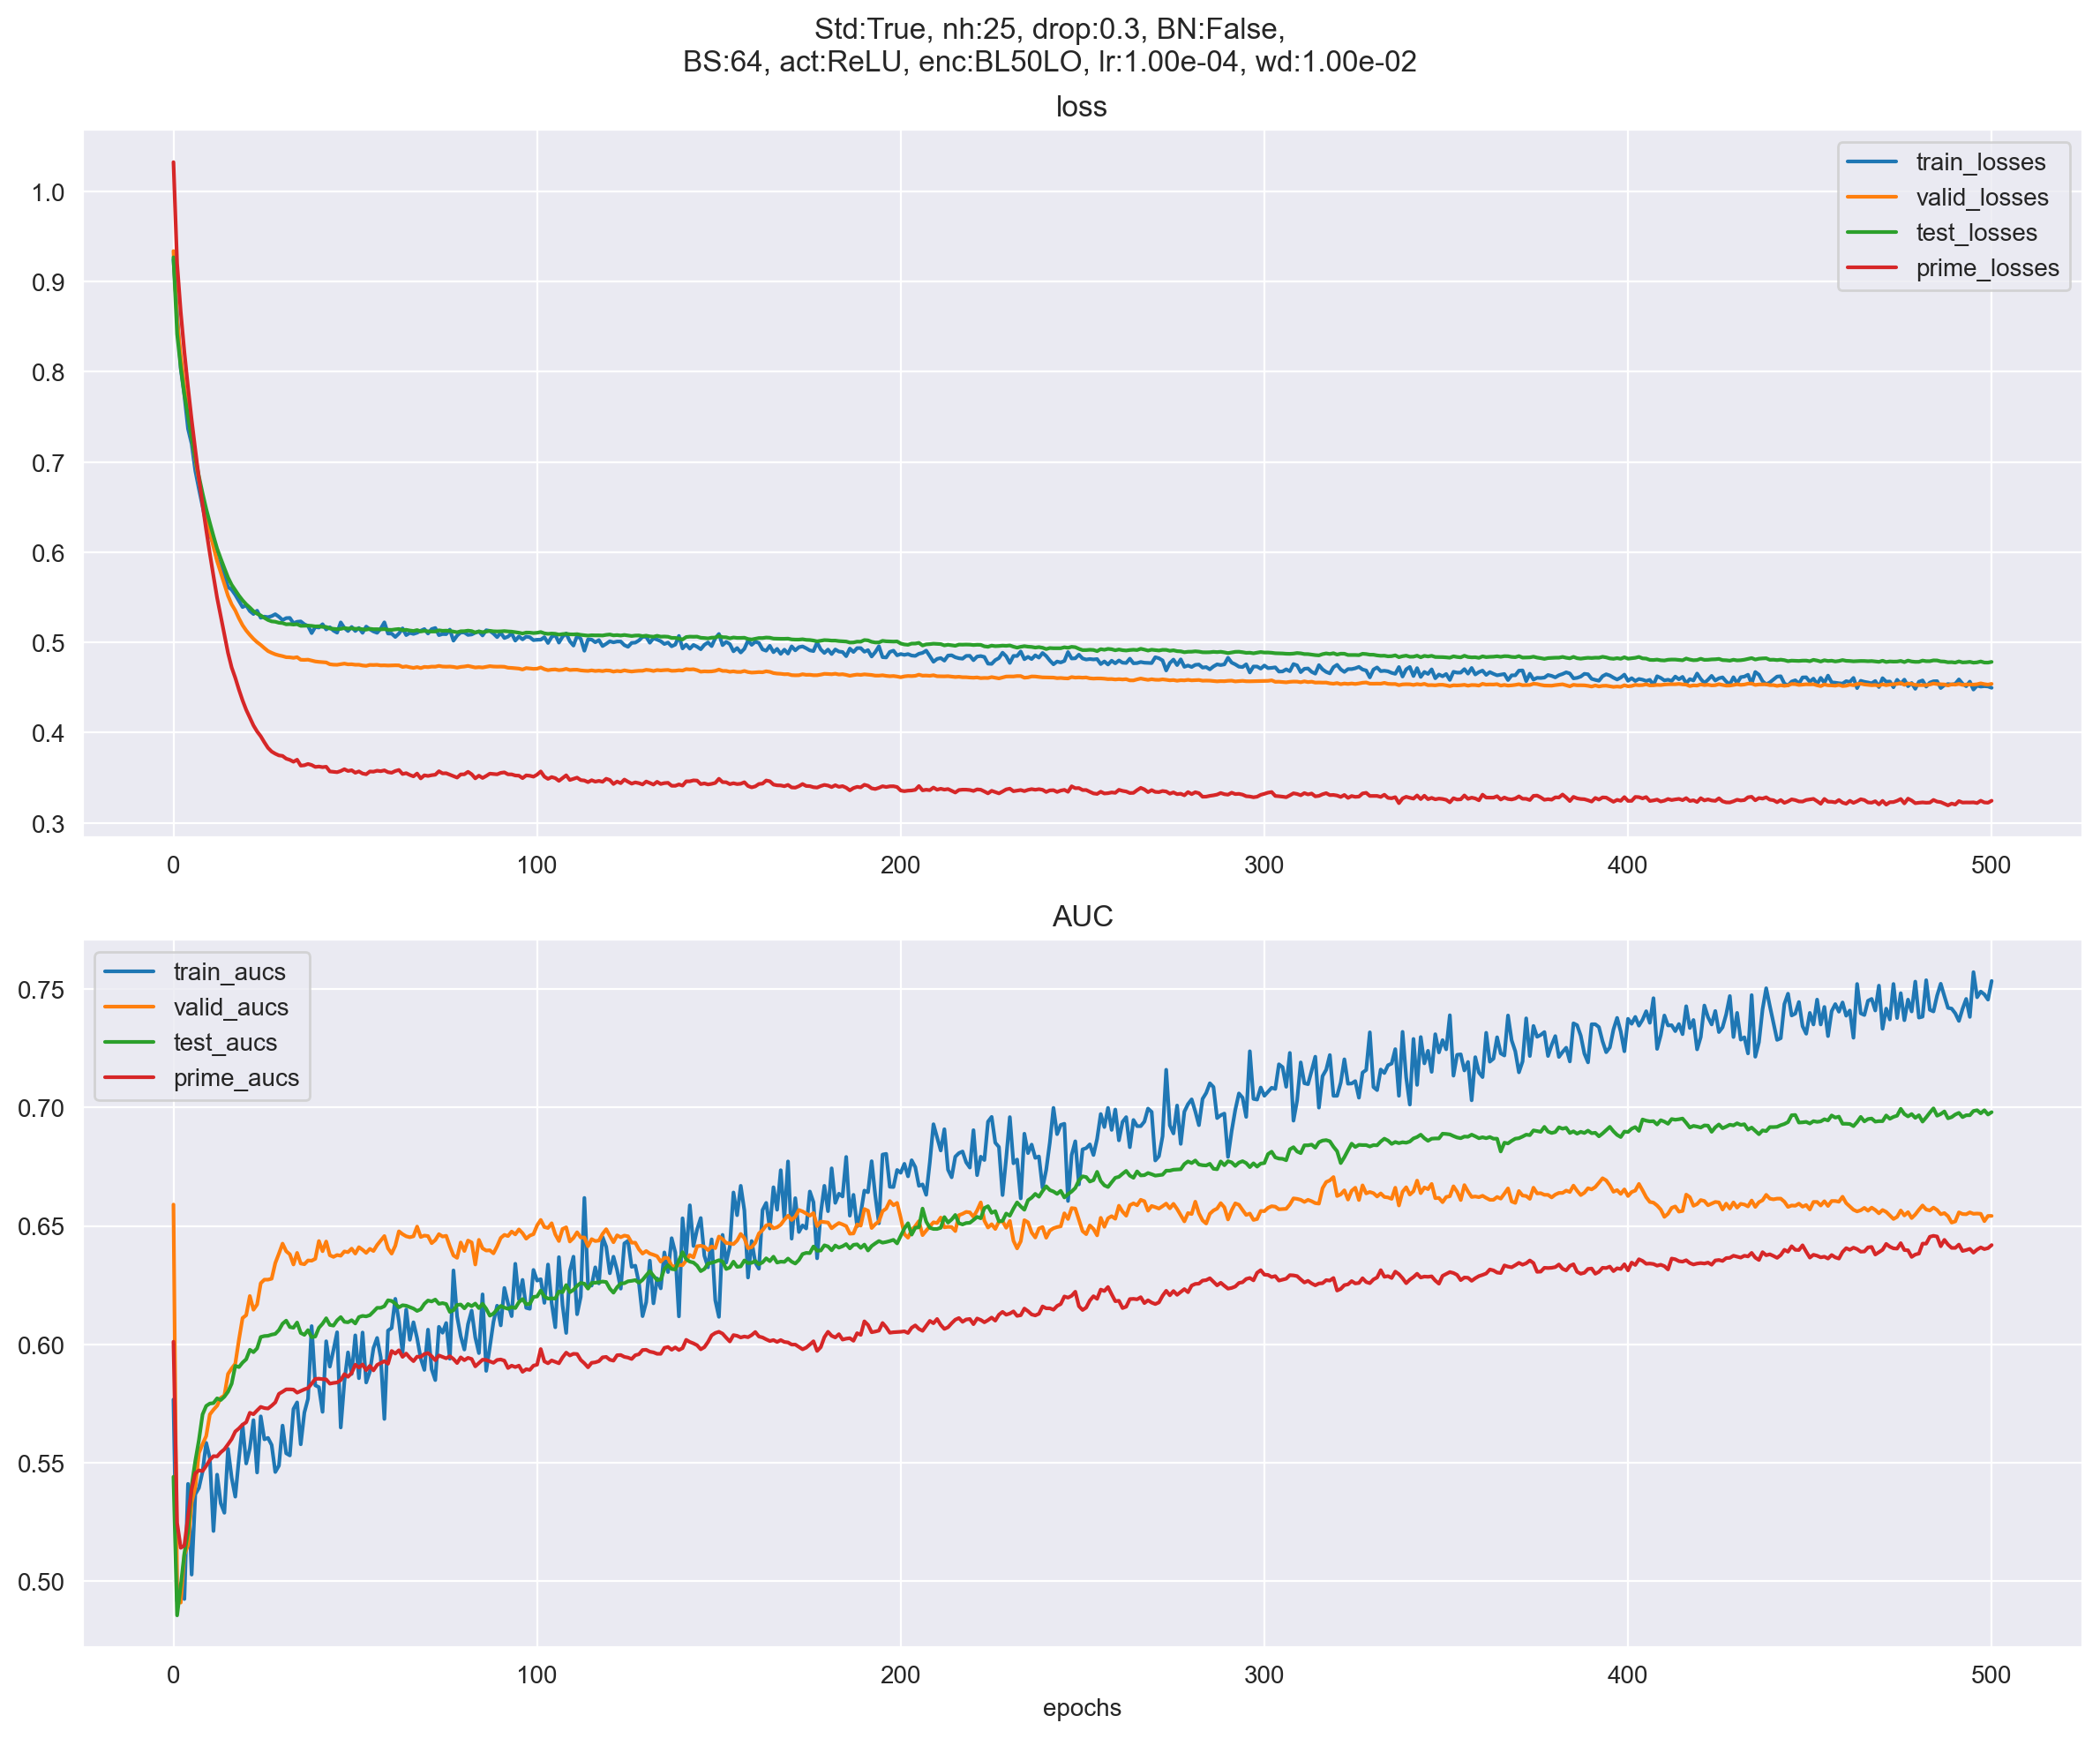 Std:True, nh:25, drop:0.3, BN:False,
BS:64, act:ReLU, enc:BL50LO, lr:1.00e-04, wd:1.00e-02
loss
train_losses
valid_losses
test_losses
prime_losses
1.0
0.9
0.8
0.7
0.6
0.5
0.4
0.3
0 100 200 300 400 500
AUC
train_aucs
valid_aucs
test_aucs
prime_aucs
0.75
0.70
0.65
0.60
0.55
0.50
0 100 200 300 400 500
epochs